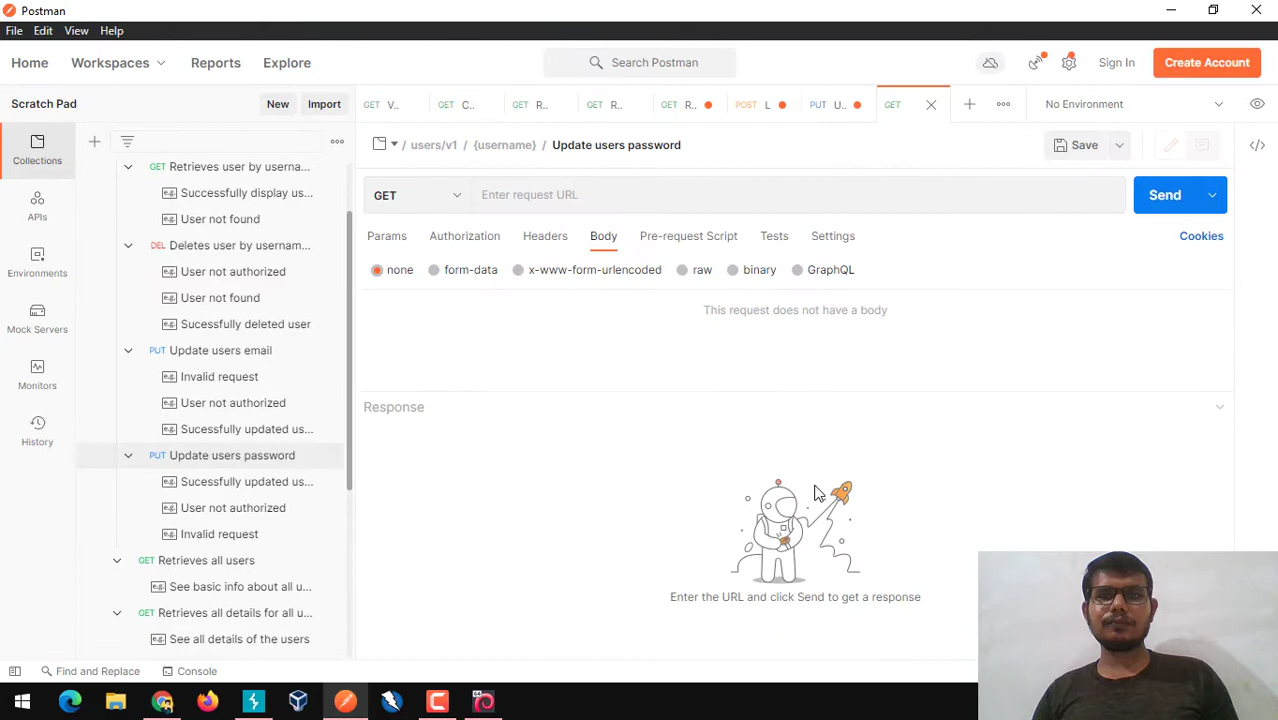 Postman
File Edit View Help
Home Workspaces Reports Explore Search Postman Sign In Create Account
Scratch Pad New Import GET V.. GET C.. GET R.. GET R.. GET R.. POST L PUT U.. GET No Environment
Collections
APIs
Environments
Mock Servers
Monitors
History
GET Retrieves user by userna...
e.g. Successfully display us...
e.g. User not found
DEL Deletes user by usernam...
e.g. User not authorized
e.g. User not found
e.g. Sucessfully deleted user
PUT Update users email
e.g. Invalid request
e.g. User not authorized
e.g. Sucessfully updated us...
PUT Update users password
e.g. Sucessfully updated us...
e.g. User not authorized
e.g. Invalid request
GET Retrieves all users
e.g. See basic info about all u...
GET Retrieves all details for all u...
e.g. See all details of the users
/ users/v1 / {username} / Update users password Save
GET Enter request URL Send
Params Authorization Headers Body Pre-request Script Tests Settings Cookies
none form-data x-www-form-urlencoded raw binary GraphQL
This request does not have a body
Response
Enter the URL and click Send to get a response
Find and Replace Console